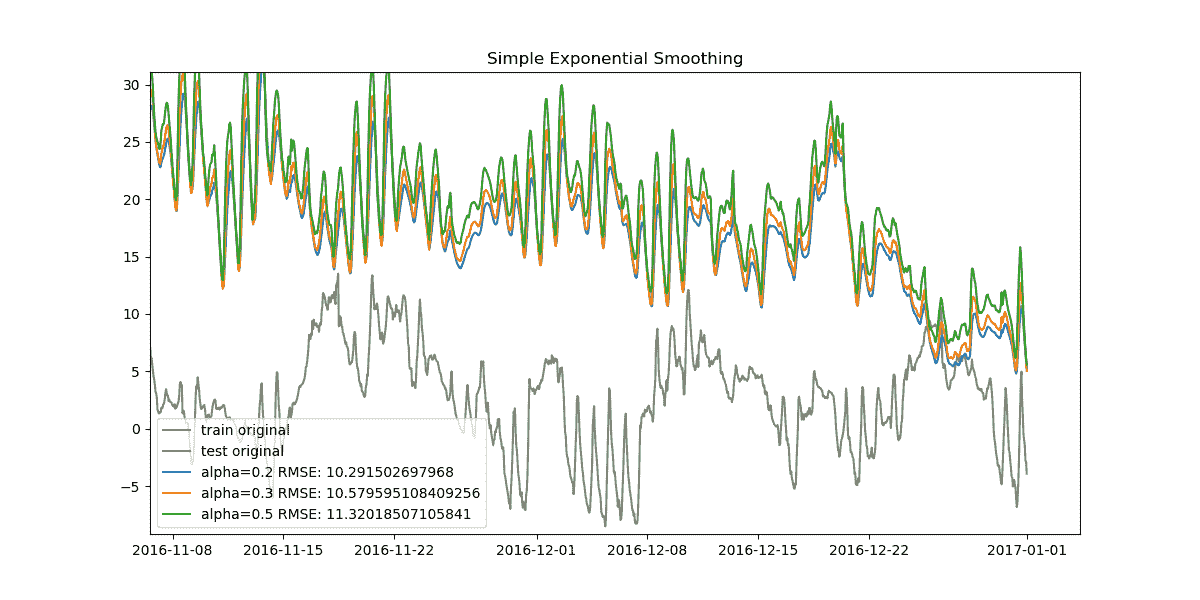 Simple Exponential Smoothing
30
25
20
15
10
5
0
−5
train original
test original
alpha=0.2 RMSE: 10.291502697968
alpha=0.3 RMSE: 10.579595108409256
alpha=0.5 RMSE: 11.32018507105841
2016-11-08 2016-11-15 2016-11-22 2016-12-01 2016-12-08 2016-12-15 2016-12-22 2017-01-01